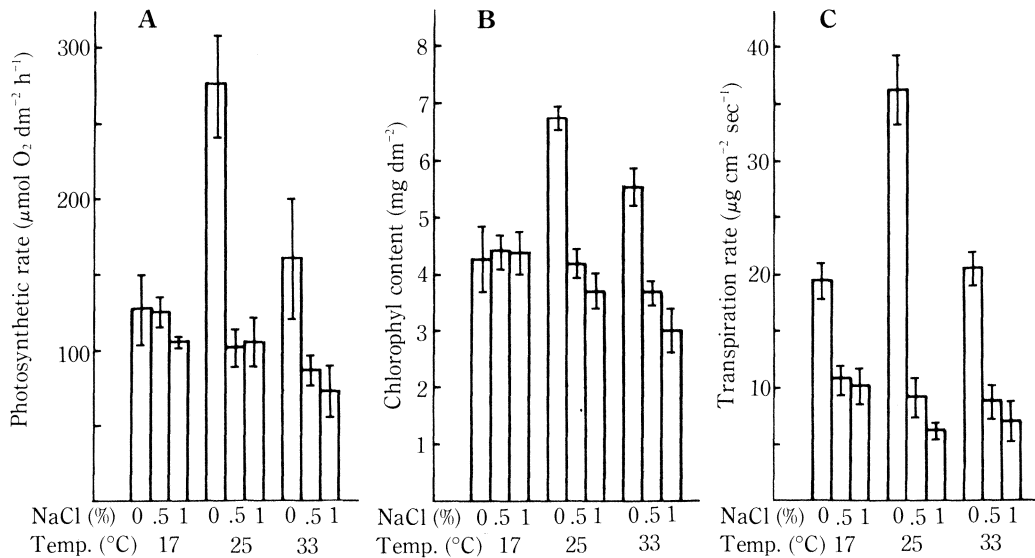 A
Photosynthetic rate (μmol O₂ dm⁻² h⁻¹)
300
200
100
B
Chlorophyl content (mg dm⁻²)
8
7
6
5
4
3
2
1
C
Transpiration rate (μg cm⁻² sec⁻¹)
40
30
20
10
NaCl (%) 0 .5 1 0 .5 1 0 .5 1
Temp. (°C) 17 25 33
NaCl (%) 0 .5 1 0 .5 1 0 .5 1
Temp. (°C) 17 25 33
NaCl (%) 0 .5 1 0 .5 1 0 .5 1
Temp. (°C) 17 25 33